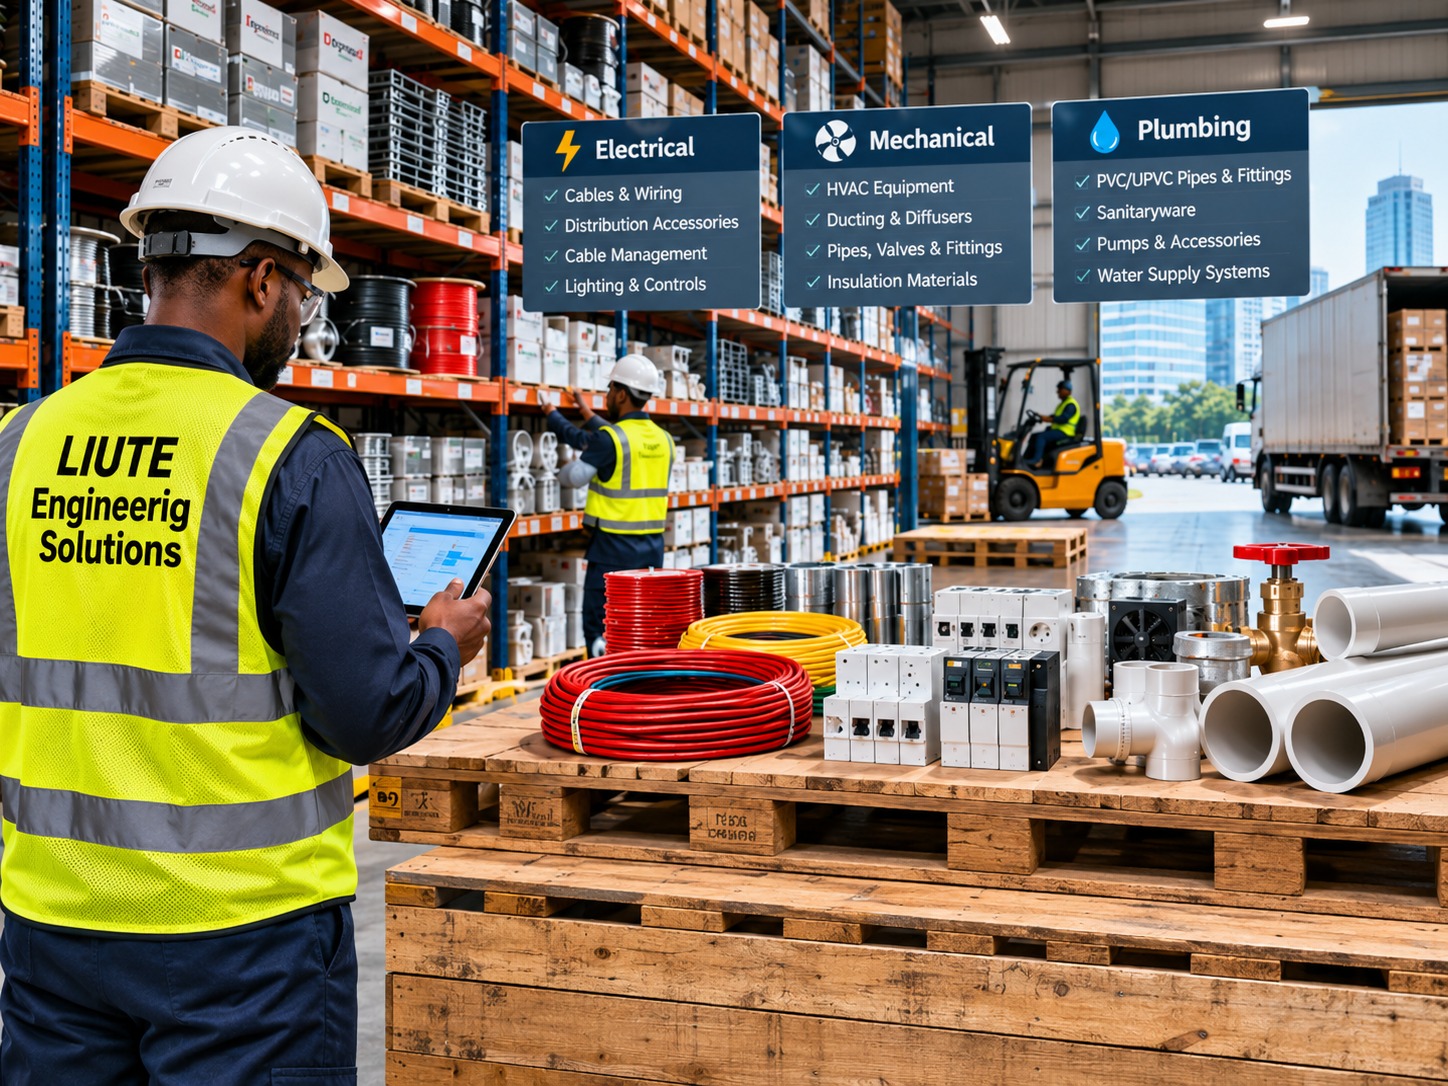 LIUTE
Engineerig
Solutions
Electrical
Cables & Wiring
Distribution Accessories
Cable Management
Lighting & Controls
Mechanical
HVAC Equipment
Ducting & Diffusers
Pipes, Valves & Fittings
Insulation Materials
Plumbing
PVC/UPVC Pipes & Fittings
Sanitaryware
Pumps & Accessories
Water Supply Systems